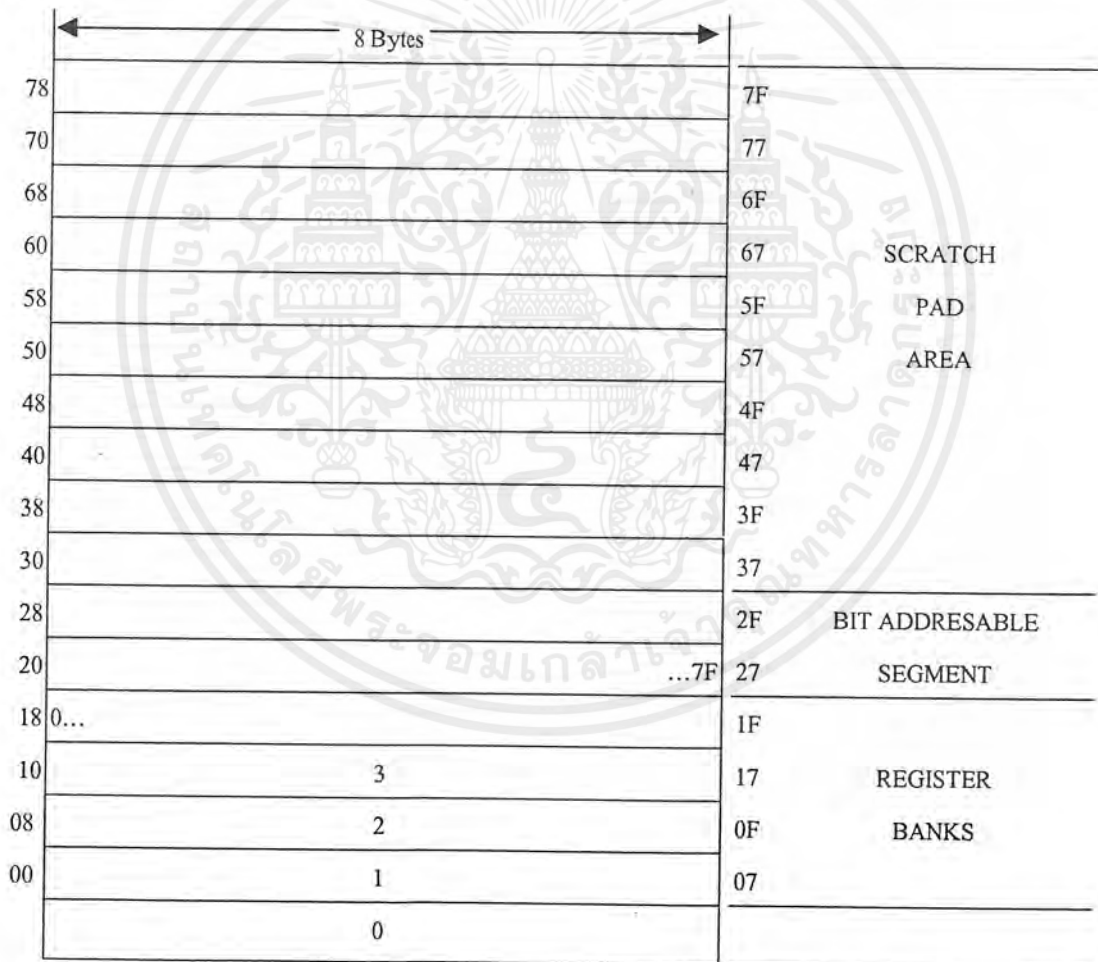 8 Bytes
78 7F
70 77
68 6F
60 67 SCRATCH
58 5F PAD
50 57 AREA
48 4F
40 47
38 3F
30 37
28 2F BIT ADDRESABLE
20 ...7F 27 SEGMENT
18 0... 1F
10 3 17 REGISTER
08 2 0F BANKS
00 1 07
0